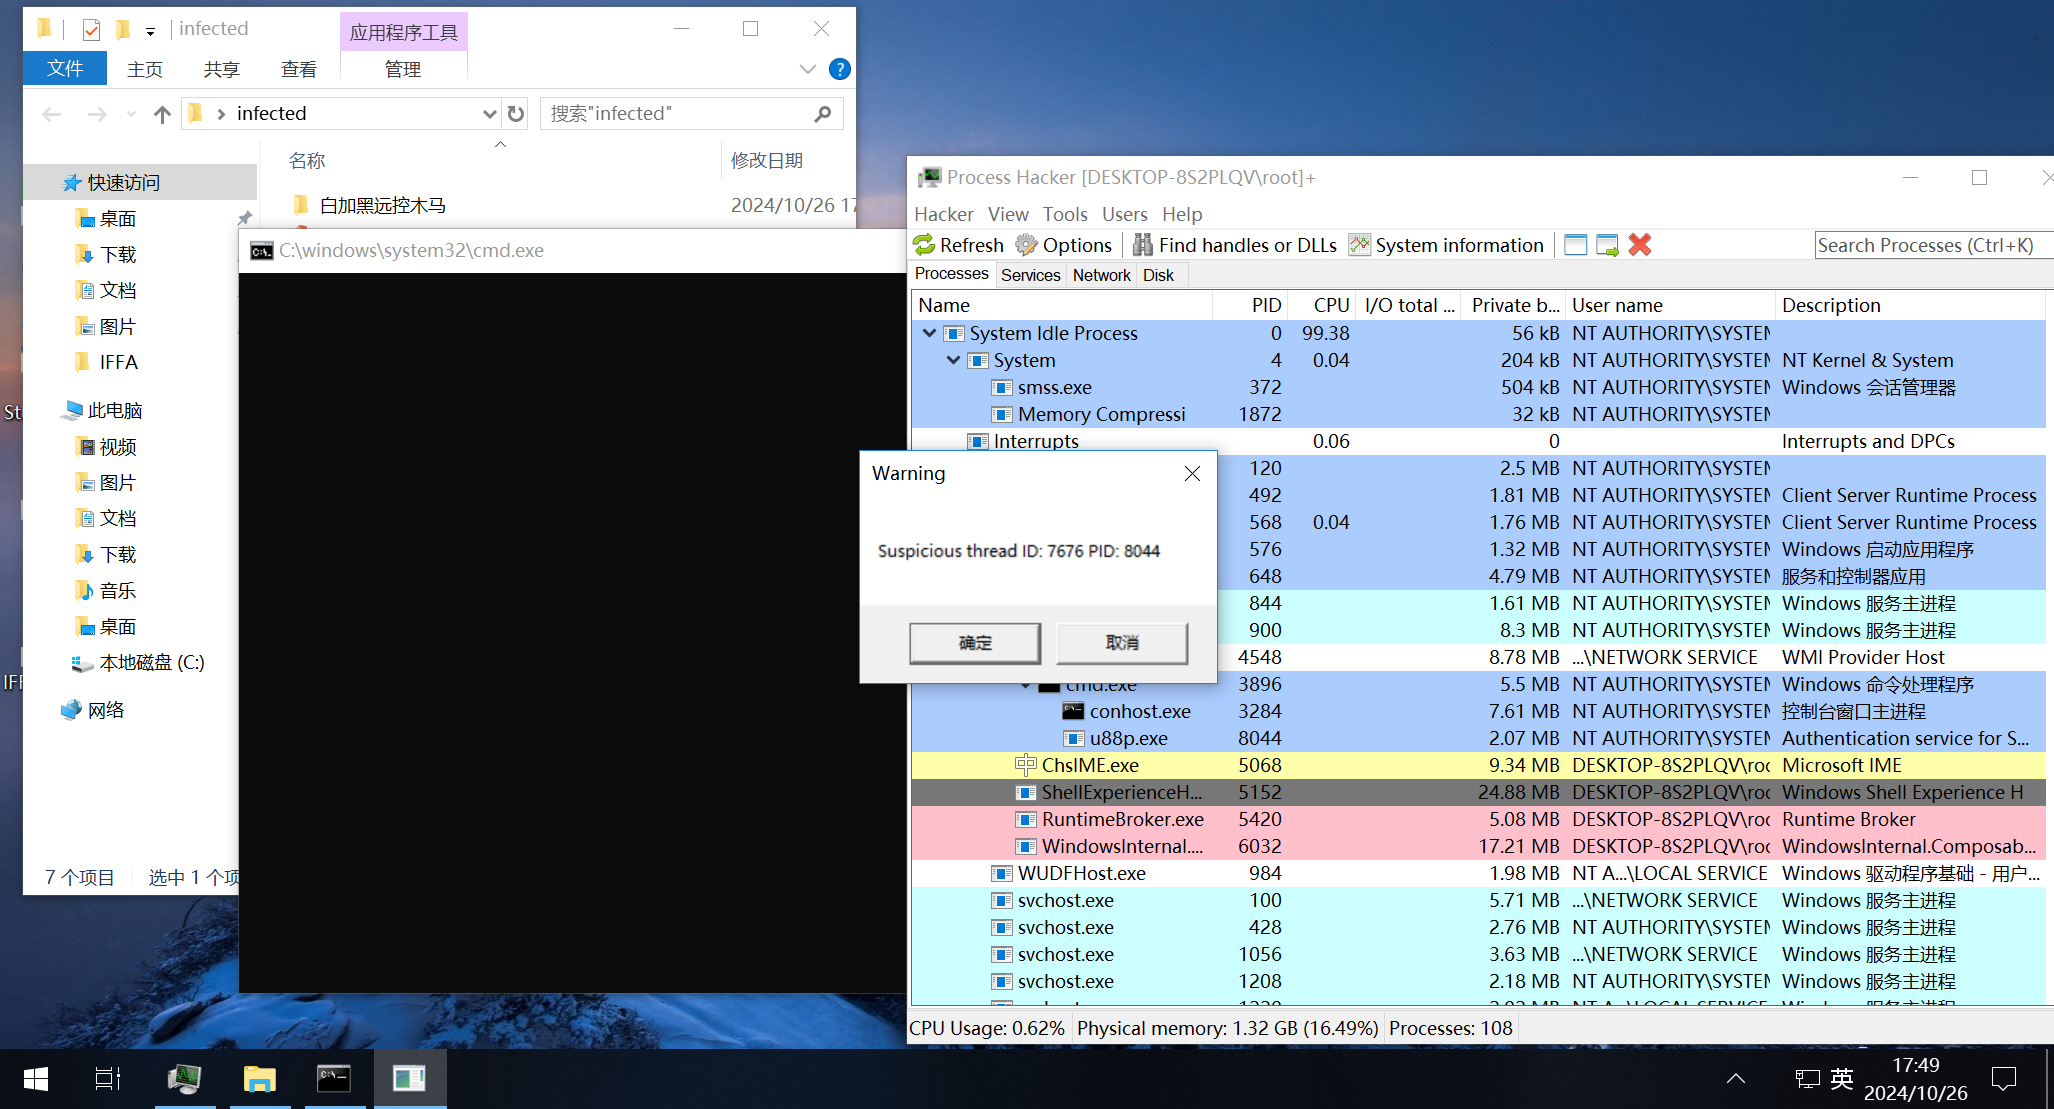 infected
应用程序工具
文件
主页
共享
查看
管理
infected
搜索"infected"
名称
修改日期
快速访问
白加黑远控木马
2024/10/26 17
桌面
下载
文档
图片
IFFA
此电脑
视频
图片
文档
下载
音乐
桌面
本地磁盘 (C:)
网络
7 个项目
选中 1 个项
St
IFF
C:\windows\system32\cmd.exe
Process Hacker [DESKTOP-8S2PLQV\root]+
Hacker View Tools Users Help
Refresh Options Find handles or DLLs System information Search Processes (Ctrl+K)
Processes Services Network Disk
Name PID CPU I/O total ... Private b... User name Description
System Idle Process 0 99.38 56 kB NT AUTHORITY\SYSTEM
System 4 0.04 204 kB NT AUTHORITY\SYSTEM NT Kernel & System
smss.exe 372 504 kB NT AUTHORITY\SYSTEM Windows 会话管理器
Memory Compressi 1872 32 kB NT AUTHORITY\SYSTEM
Interrupts 0.06 0 Interrupts and DPCs
120 2.5 MB NT AUTHORITY\SYSTEM
492 1.81 MB NT AUTHORITY\SYSTEM Client Server Runtime Process
568 0.04 1.76 MB NT AUTHORITY\SYSTEM Client Server Runtime Process
576 1.32 MB NT AUTHORITY\SYSTEM Windows 启动应用程序
648 4.79 MB NT AUTHORITY\SYSTEM 服务和控制器应用
844 1.61 MB NT AUTHORITY\SYSTEM Windows 服务主进程
900 8.3 MB NT AUTHORITY\SYSTEM Windows 服务主进程
4548 8.78 MB ...\NETWORK SERVICE WMI Provider Host
cmd.exe 3896 5.5 MB NT AUTHORITY\SYSTEM Windows 命令处理程序
conhost.exe 3284 7.61 MB NT AUTHORITY\SYSTEM 控制台窗口主进程
u88p.exe 8044 2.07 MB NT AUTHORITY\SYSTEM Authentication service for S...
ChsIME.exe 5068 9.34 MB DESKTOP-8S2PLQV\roo Microsoft IME
ShellExperienceH... 5152 24.88 MB DESKTOP-8S2PLQV\roo Windows Shell Experience H
RuntimeBroker.exe 5420 5.08 MB DESKTOP-8S2PLQV\roo Runtime Broker
WindowsInternal.... 6032 17.21 MB DESKTOP-8S2PLQV\roo WindowsInternal.Composab...
WUDFHost.exe 984 1.98 MB NT A...\LOCAL SERVICE Windows 驱动程序基础 - 用户...
svchost.exe 100 5.71 MB ...\NETWORK SERVICE Windows 服务主进程
svchost.exe 428 2.76 MB NT AUTHORITY\SYSTEM Windows 服务主进程
svchost.exe 1056 3.63 MB ...\NETWORK SERVICE Windows 服务主进程
svchost.exe 1208 2.18 MB NT AUTHORITY\SYSTEM Windows 服务主进程
CPU Usage: 0.62% Physical memory: 1.32 GB (16.49%) Processes: 108
Warning
Suspicious thread ID: 7676 PID: 8044
确定
取消
英
17:49
2024/10/26